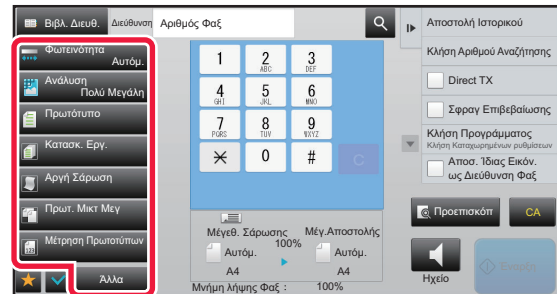 Βιβλ. Διευθ.
Διεύθυνση
Αριθμός Φαξ
Φωτεινότητα
Αυτόμ.
Ανάλυση
Πολύ Μεγάλη
Πρωτότυπο
Κατασκ. Εργ.
Αργή Σάρωση
Πρωτ. Μικτ Μεγ
Μέτρηση Πρωτοτύπων
Άλλα
1 2 3
ABC DEF
4 5 6
GHI JKL MNO
7 8 9
PQRS TUV WXYZ
0 #
C
Μέγεθ. Σάρωσης
100%
Μέγ.Αποστολής
Αυτόμ.
Αυτόμ.
A4
A4
Μνήμη λήψης Φαξ : 100%
Αποστολή Ιστορικού
Κλήση Αριθμού Αναζήτησης
Direct TX
Σφραγ Επιβεβαίωσης
Κλήση Προγράμματος
Κλήση Καταχωρημένων ρυθμίσεων
Αποσ. Ίδιας Εικόν.
ως Διεύθυνση Φαξ
Προεπισκόπ
CA
Ηχείο
Έναρξη